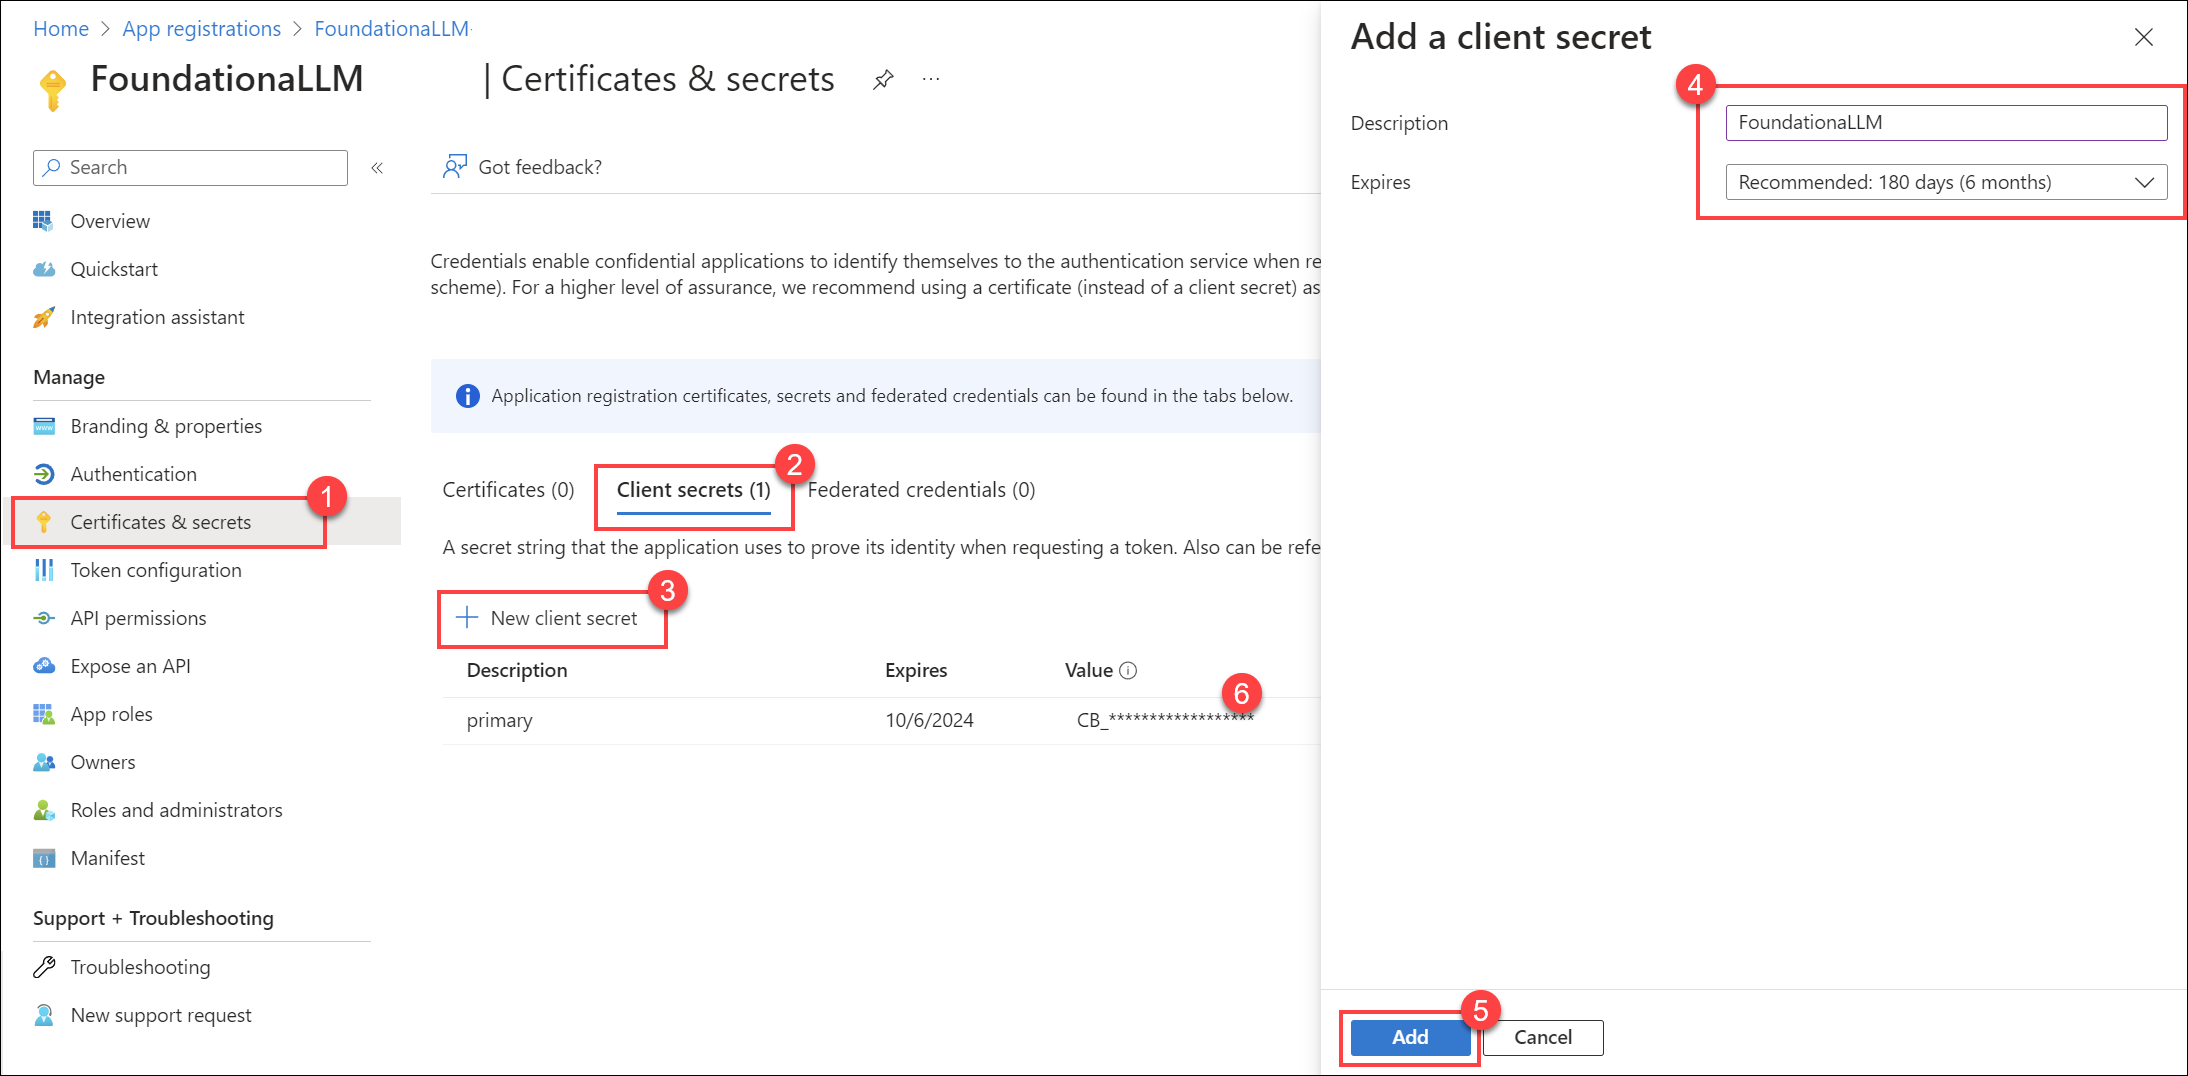 Home > App registrations > FoundationaLLM
FoundationaLLM | Certificates & secrets ...
Search
«
Overview
Quickstart
Integration assistant
Manage
Branding & properties
Authentication
1
Certificates & secrets
Token configuration
API permissions
Expose an API
App roles
Owners
Roles and administrators
Manifest
Support + Troubleshooting
Troubleshooting
New support request
Got feedback?
Credentials enable confidential applications to identify themselves to the authentication service when re
scheme). For a higher level of assurance, we recommend using a certificate (instead of a client secret) as
Application registration certificates, secrets and federated credentials can be found in the tabs below.
2
Certificates (0) Client secrets (1) Federated credentials (0)
A secret string that the application uses to prove its identity when requesting a token. Also can be refe
3
+ New client secret
Description Expires Value
6
primary 10/6/2024 CB_******************
Add a client secret
4
Description FoundationaLLM
Expires Recommended: 180 days (6 months)
5
Add Cancel